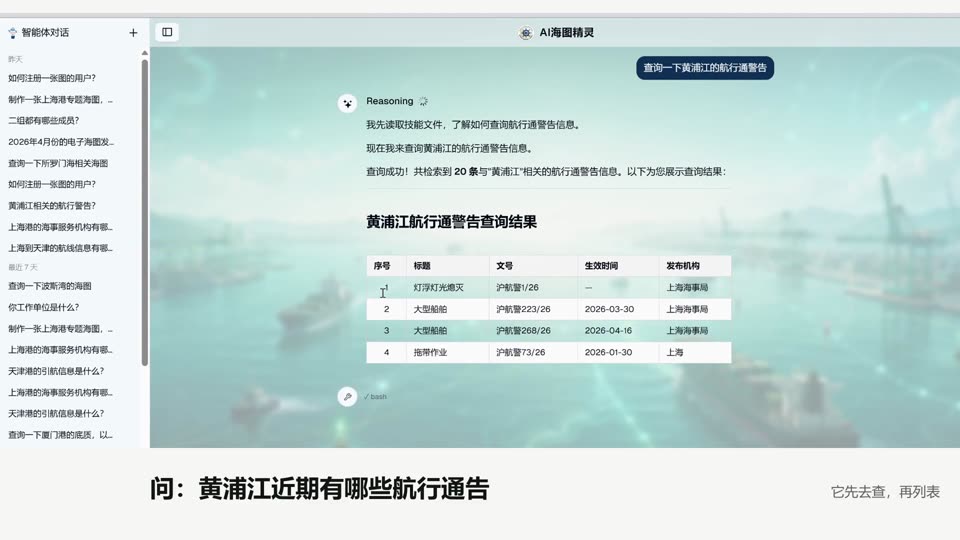 智能体对话
+
AI海图精灵
昨天
如何注册一张图的用户?
制作一张上海港专题海图，...
二组都有哪些成员?
2026年4月份的电子海图发...
查询一下所罗门海相关海图
如何注册一张图的用户?
黄浦江相关的航行警告?
上海港的海事服务机构有哪...
上海到天津的航线信息有哪...
最近 7 天
查询一下波斯湾的海图
你工作单位是什么?
制作一张上海港专题海图，...
上海港的海事服务机构有哪...
天津港的引航信息是什么?
上海港的海事服务机构有哪...
天津港的引航信息是什么?
查询一下厦门港的底质，以...
查询一下黄浦江的航行通警告
Reasoning
我先读取技能文件，了解如何查询航行通警告信息。
现在我来查询黄浦江的航行通警告信息。
查询成功！共检索到 20 条与"黄浦江"相关的航行通警告信息。以下为您展示查询结果：
黄浦江航行通警告查询结果
序号 标题 文号 生效时间 发布机构
1 灯浮灯光熄灭 沪航警1/26 — 上海海事局
2 大型船舶 沪航警223/26 2026-03-30 上海海事局
3 大型船舶 沪航警268/26 2026-04-16 上海海事局
4 拖带作业 沪航警73/26 2026-01-30 上海
✓ bash
问：黄浦江近期有哪些航行通告
它先去查，再列表